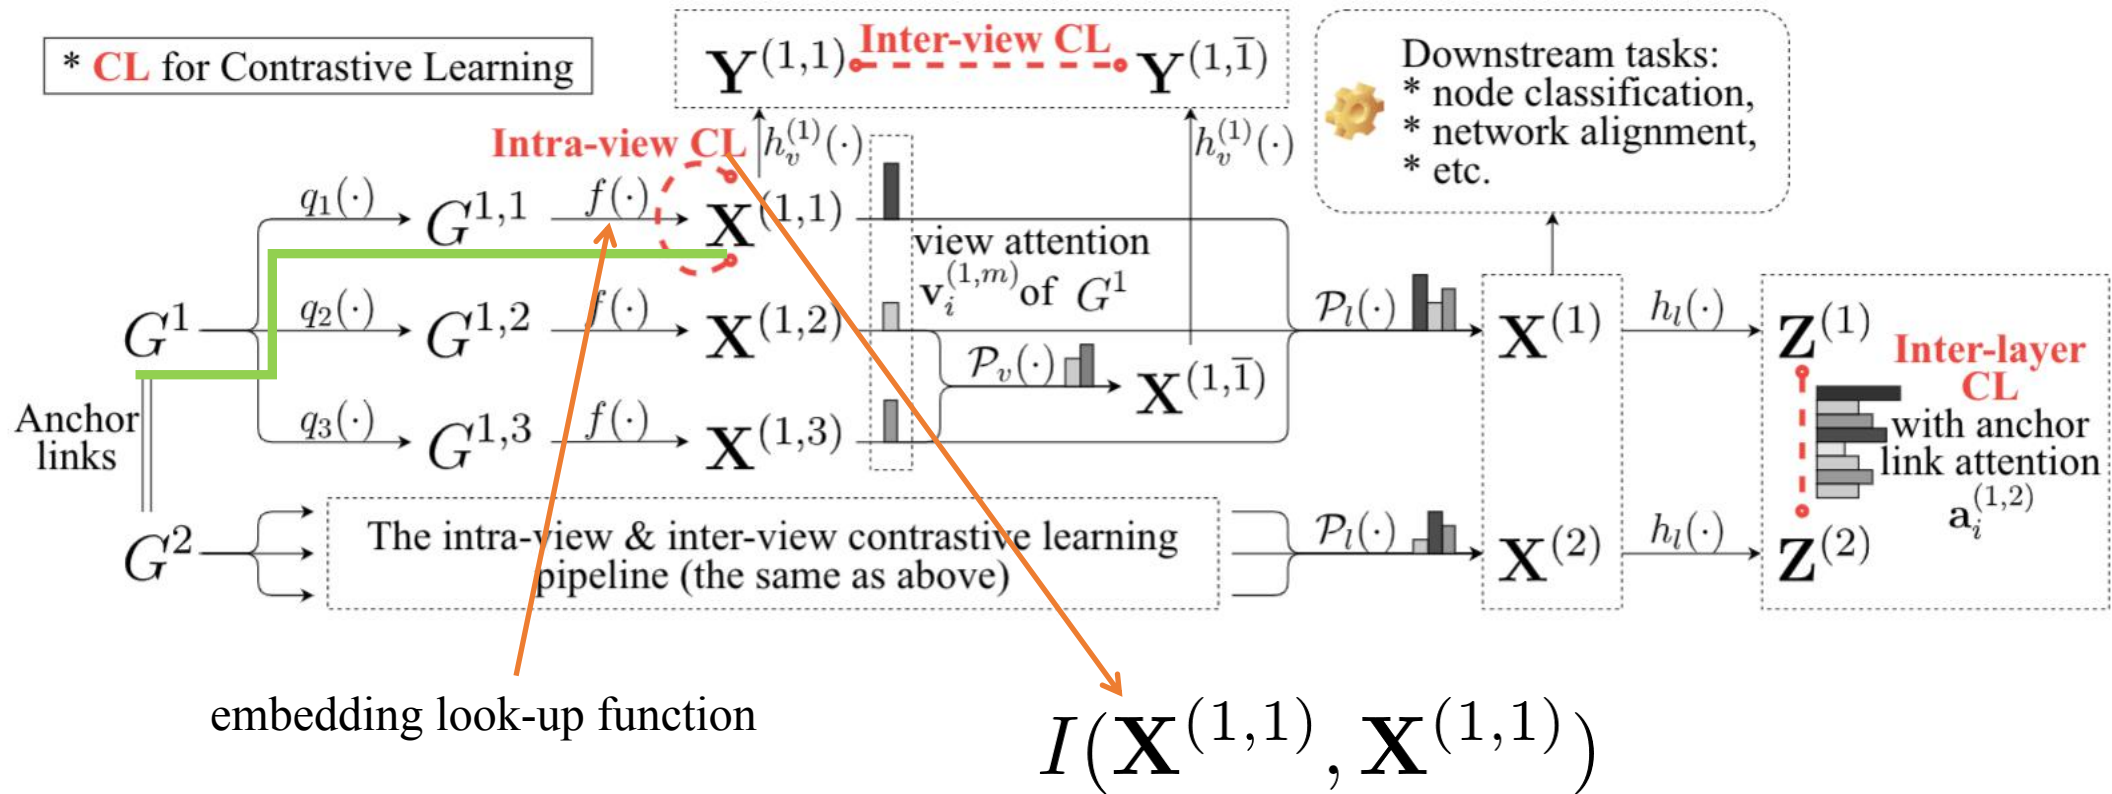 * CL for Contrastive Learning
Y^{(1,1)} Inter-view CL Y^{(1,\bar{1})}
Downstream tasks:
* node classification,
* network alignment,
* etc.
Intra-view CL
h_v^{(1)}(·)
h_v^{(1)}(·)
q_1(·) G^{1,1} f(·) X^{(1,1)}
view attention
v_i^{(1,m)} of G^1
G^1 q_2(·) G^{1,2} f(·) X^{(1,2)}
P_v(·) X^{(1,\bar{1})}
P_l(·) X^{(1)} h_l(·) Z^{(1)}
Inter-layer
CL
with anchor
link attention
a_i^{(1,2)}
Anchor
links
q_3(·) G^{1,3} f(·) X^{(1,3)}
G^2
The intra-view & inter-view contrastive learning
pipeline (the same as above)
P_l(·) X^{(2)} h_l(·) Z^{(2)}
embedding look-up function
I(X^{(1,1)}, X^{(1,1)})